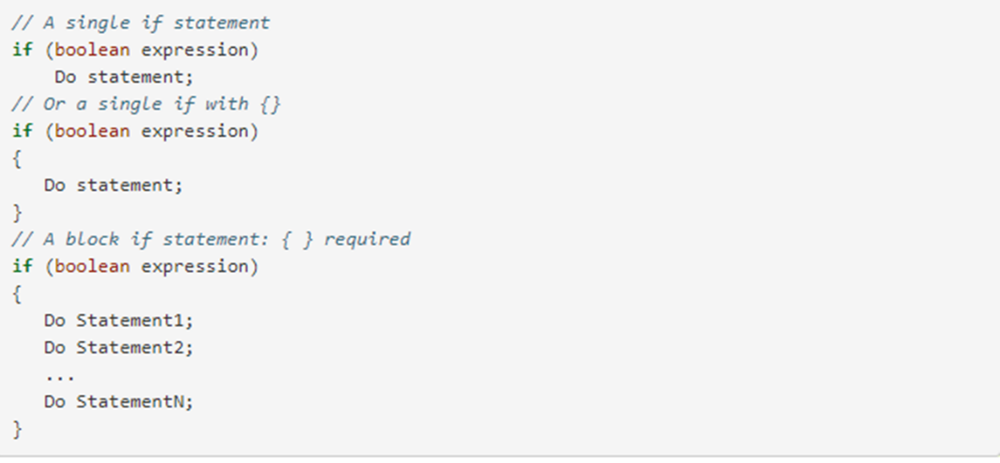 // A single if statement
if (boolean expression)
Do statement;
// Or a single if with {}
if (boolean expression)
{
Do statement;
}
// A block if statement: { } required
if (boolean expression)
{
Do Statement1;
Do Statement2;
...
Do StatementN;
}